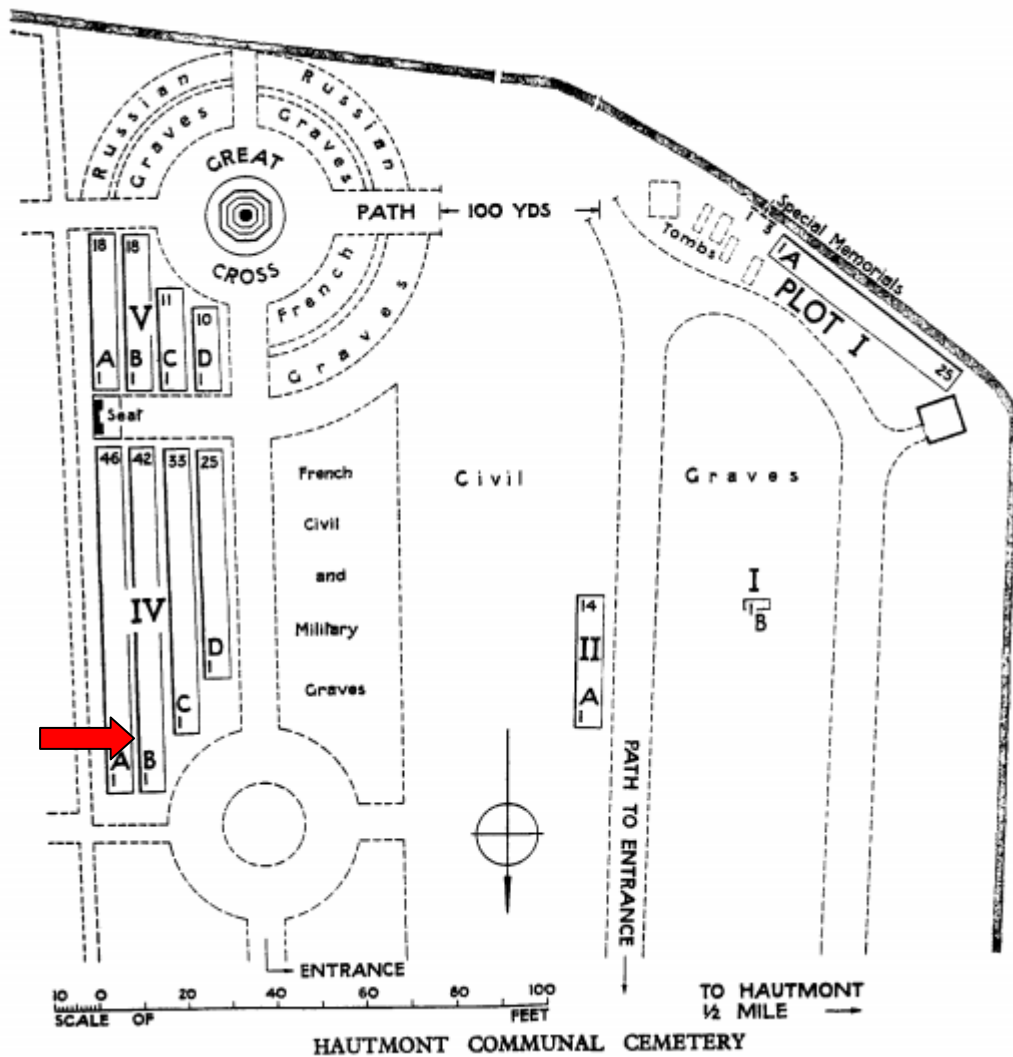 Russian
Graves
Russian
Graves
GREAT
CROSS
PATH
100 YDS
French
Graves
Special Memorials
1
3
Tombs
1 A
PLOT I
25
18
18
11
10
V
A
B
C
D
1
1
1
1
Seat
46
42
33
25
IV
A
B
C
D
1
1
1
1
French
Civil
and
Military
Graves
Civil
Graves
I
1
B
14
II
A
1
PATH TO ENTRANCE
ENTRANCE
10 0 20 40 60 80 100
SCALE OF FEET
TO HAUTMONT
1/2 MILE
HAUTMONT COMMUNAL CEMETERY